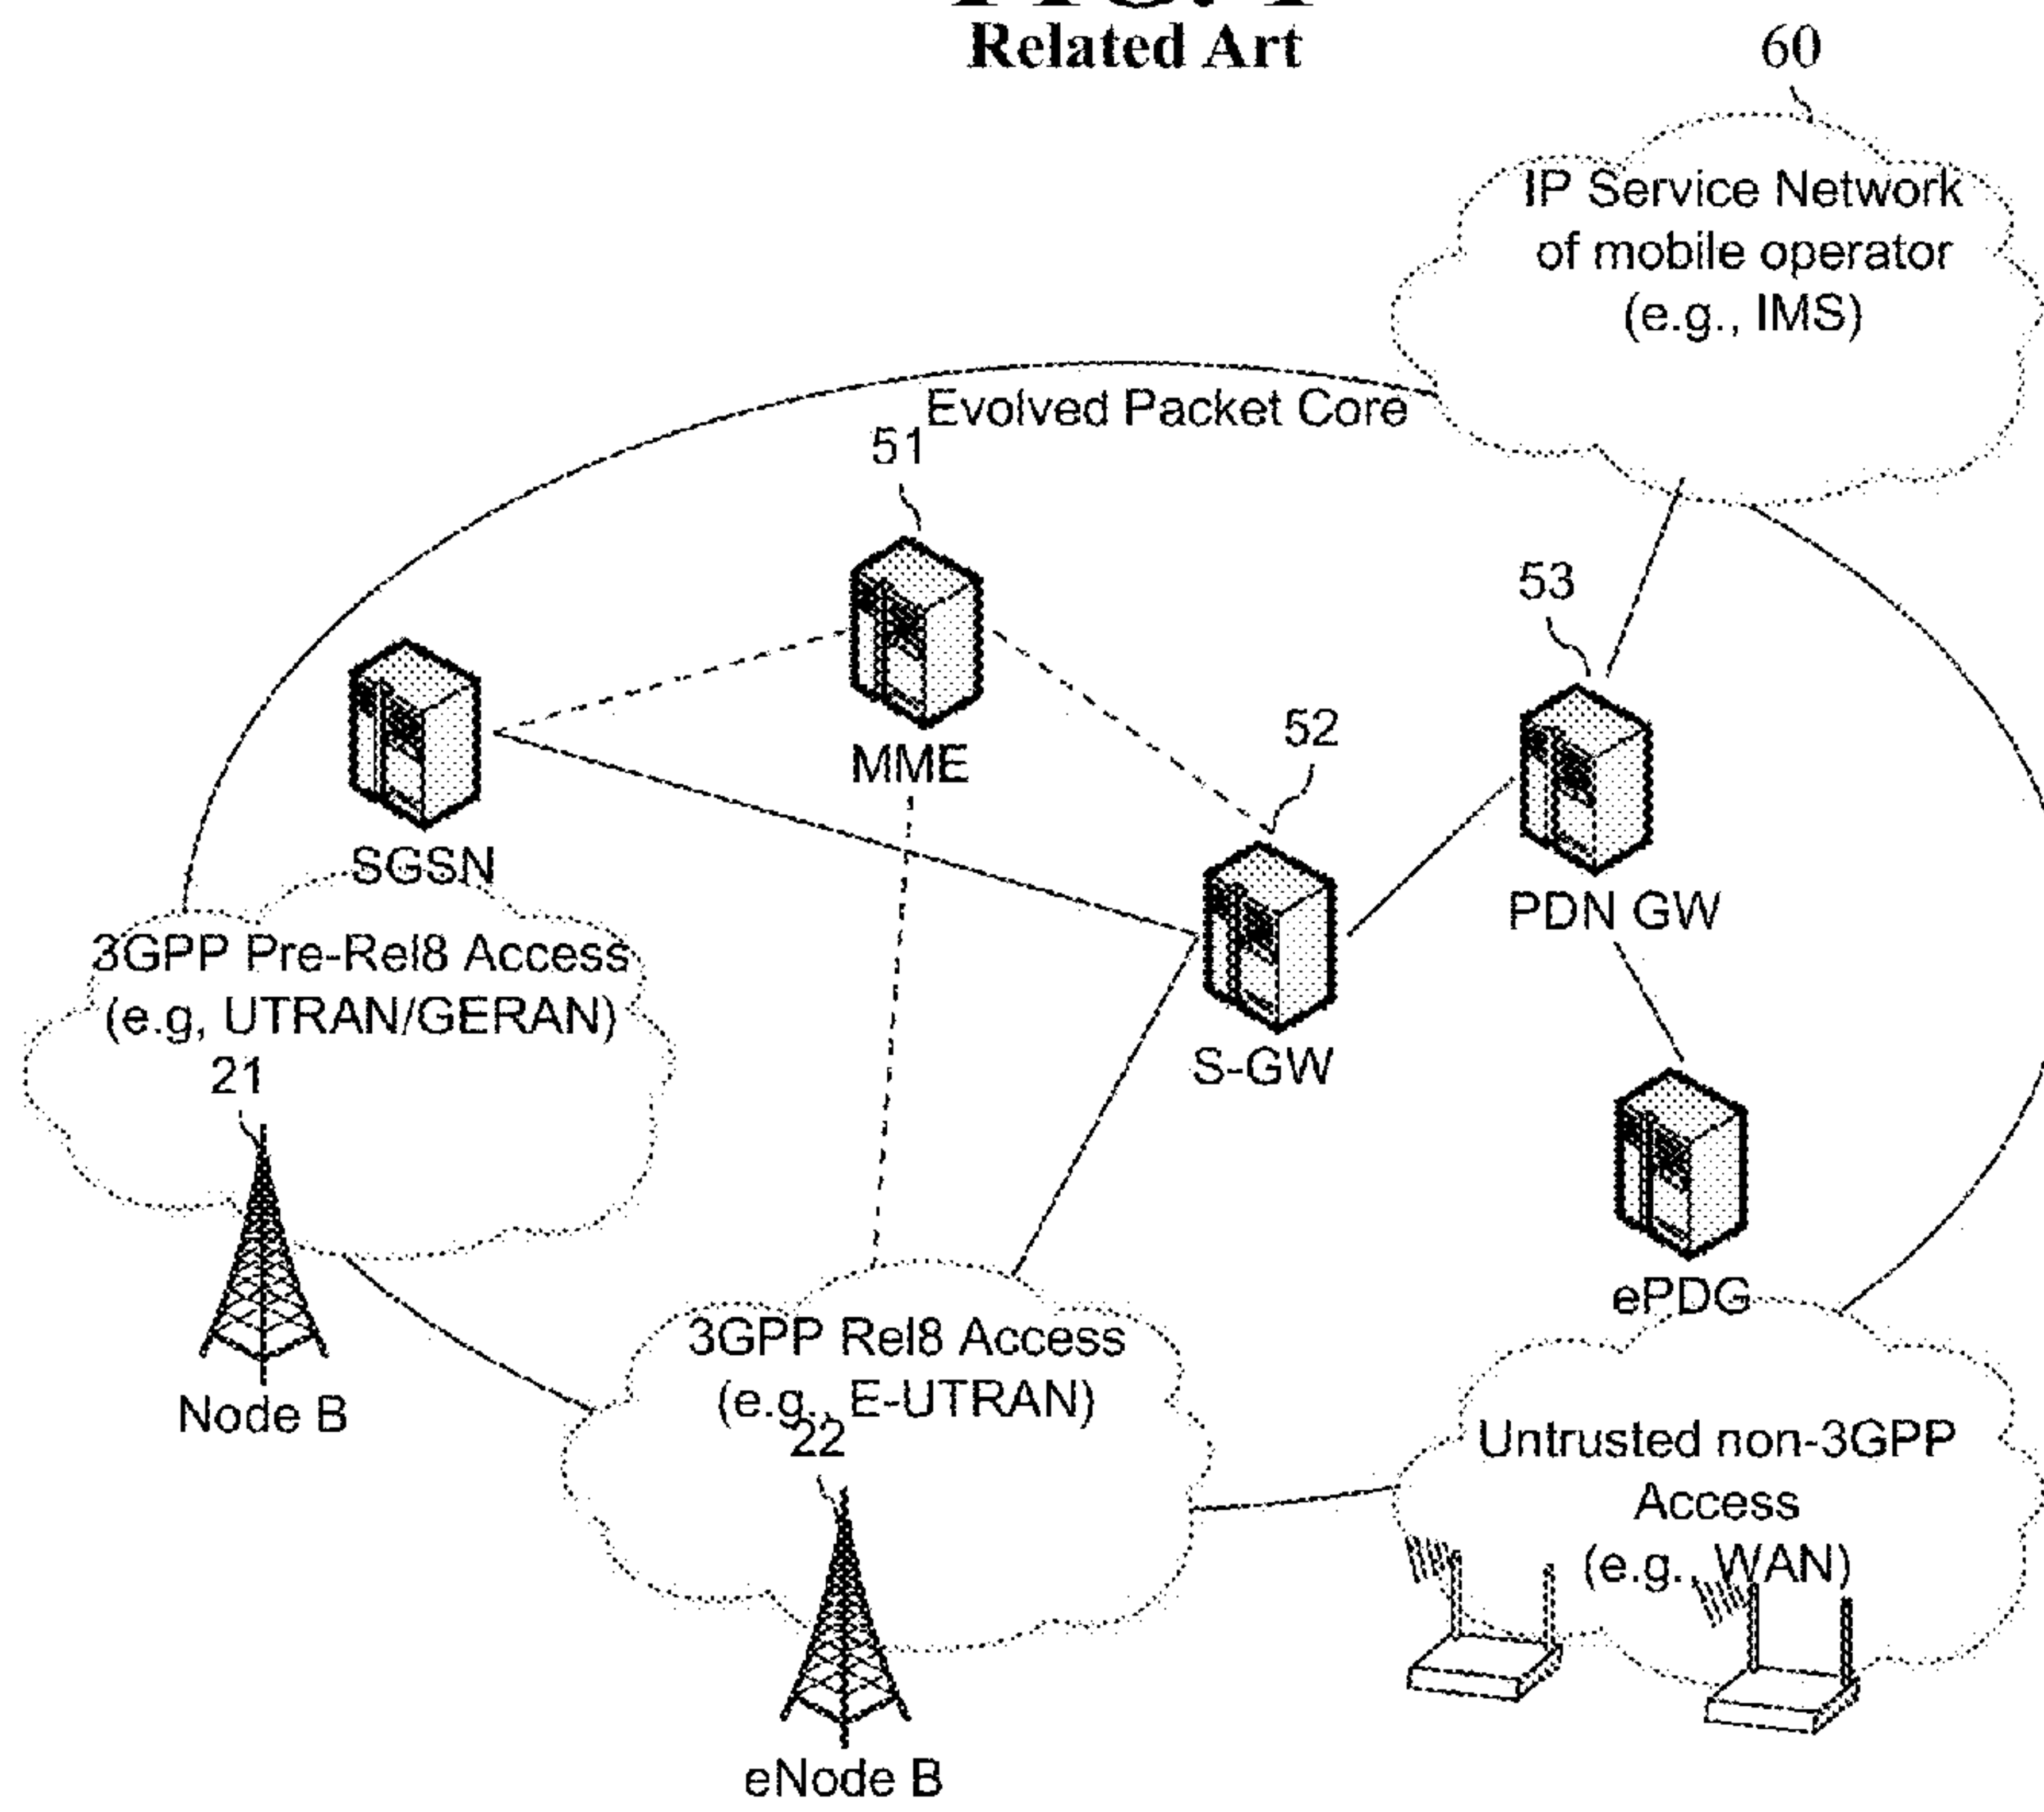 FIG. 1
Related Art
60
IP Service Network
of mobile operator
(e.g., IMS)
Evolved Packet Core
51
53
52
MME
SGSN
PDN GW
3GPP Pre-Rel8 Access
(e.g, UTRAN/GERAN)
21
S-GW
ePDG
3GPP Rel8 Access
(e.g., E-UTRAN)
22
Node B
Untrusted non-3GPP
Access
(e.g., WAN)
eNode B